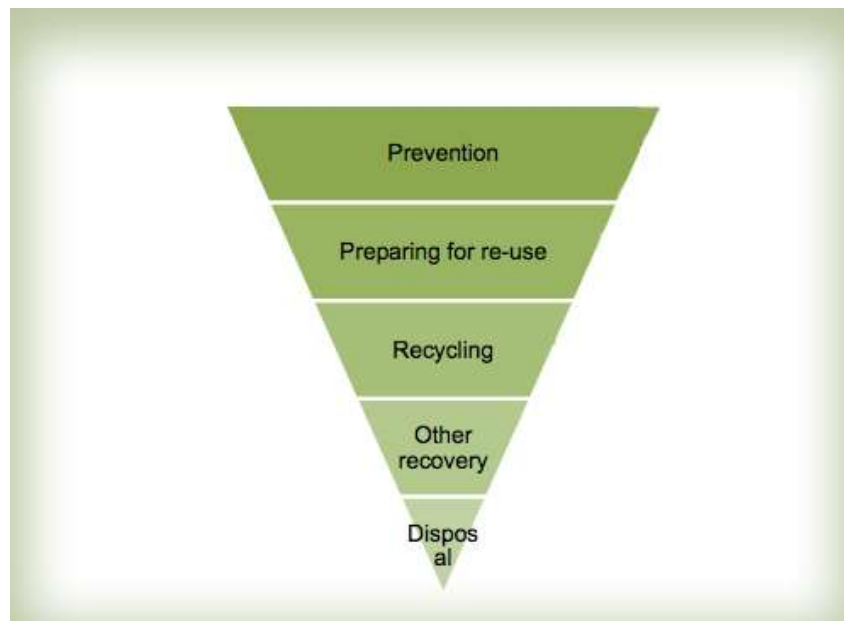 Prevention
Preparing for re-use
Recycling
Other
recovery
Dispos
al